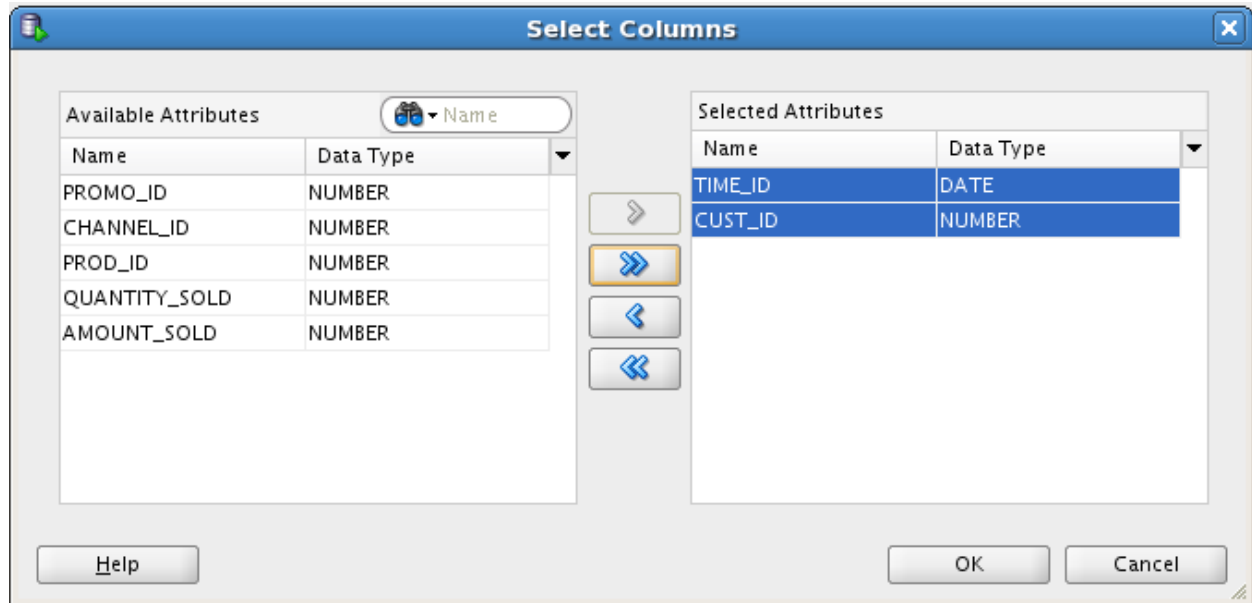 Select Columns
Available Attributes Name
Name Data Type
PROMO_ID NUMBER
CHANNEL_ID NUMBER
PROD_ID NUMBER
QUANTITY_SOLD NUMBER
AMOUNT_SOLD NUMBER
Selected Attributes
Name Data Type
TIME_ID DATE
CUST_ID NUMBER
Help OK Cancel